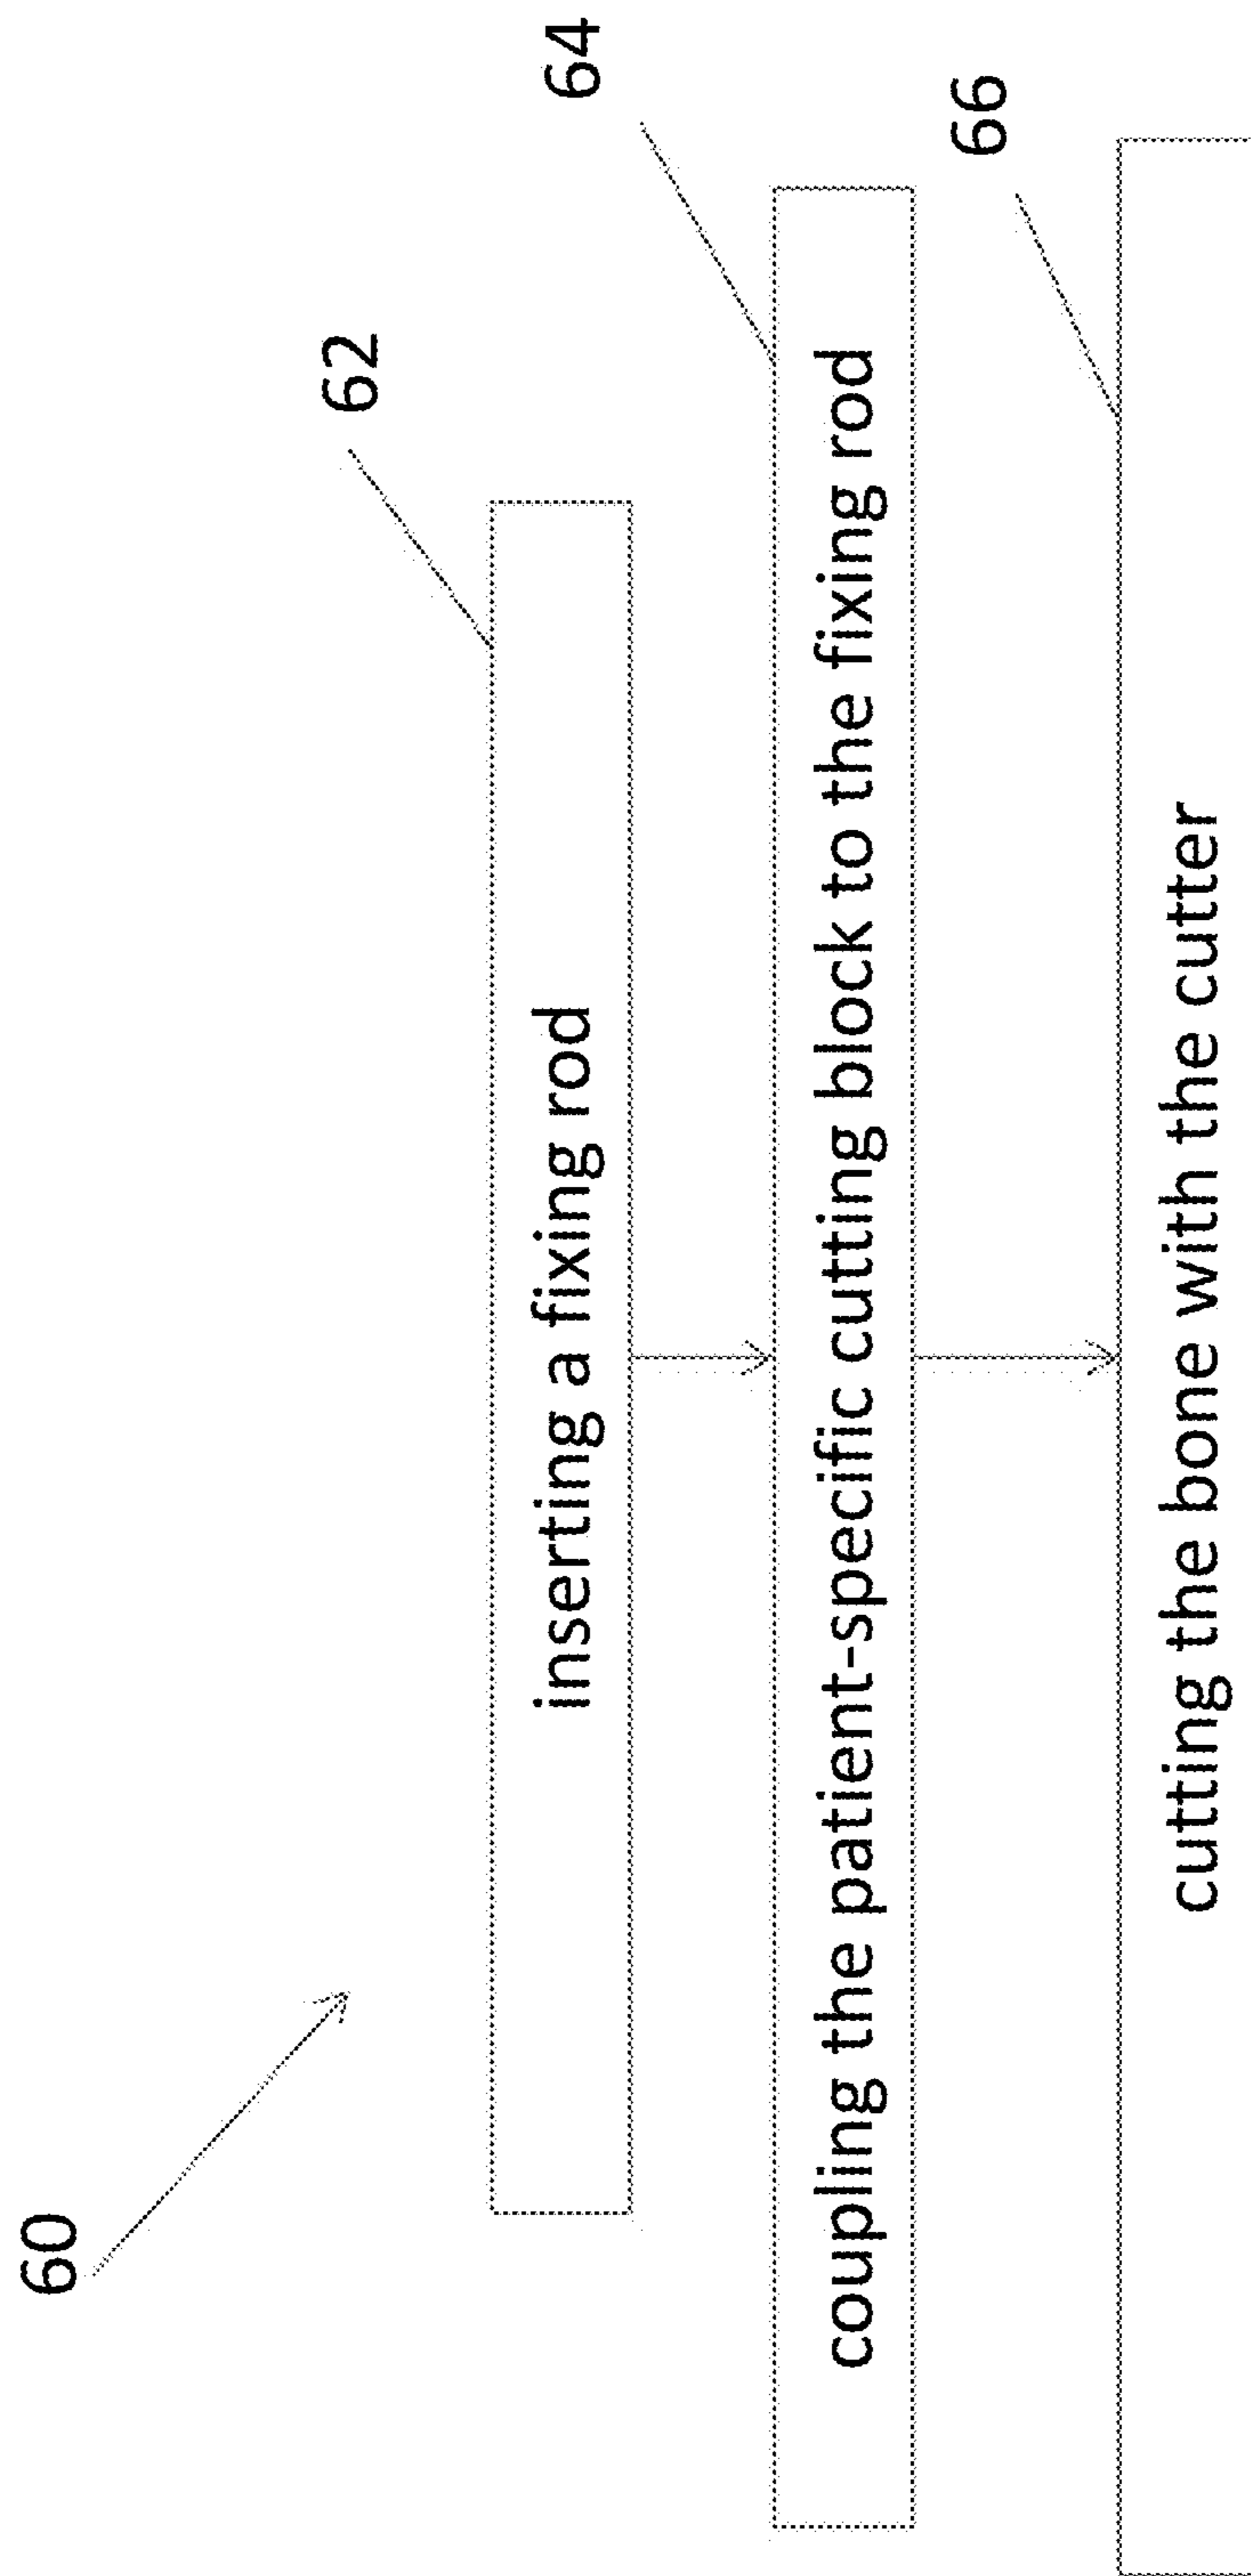 60
62
inserting a fixing rod
64
coupling the patient-specific cutting block to the fixing rod
66
cutting the bone with the cutter